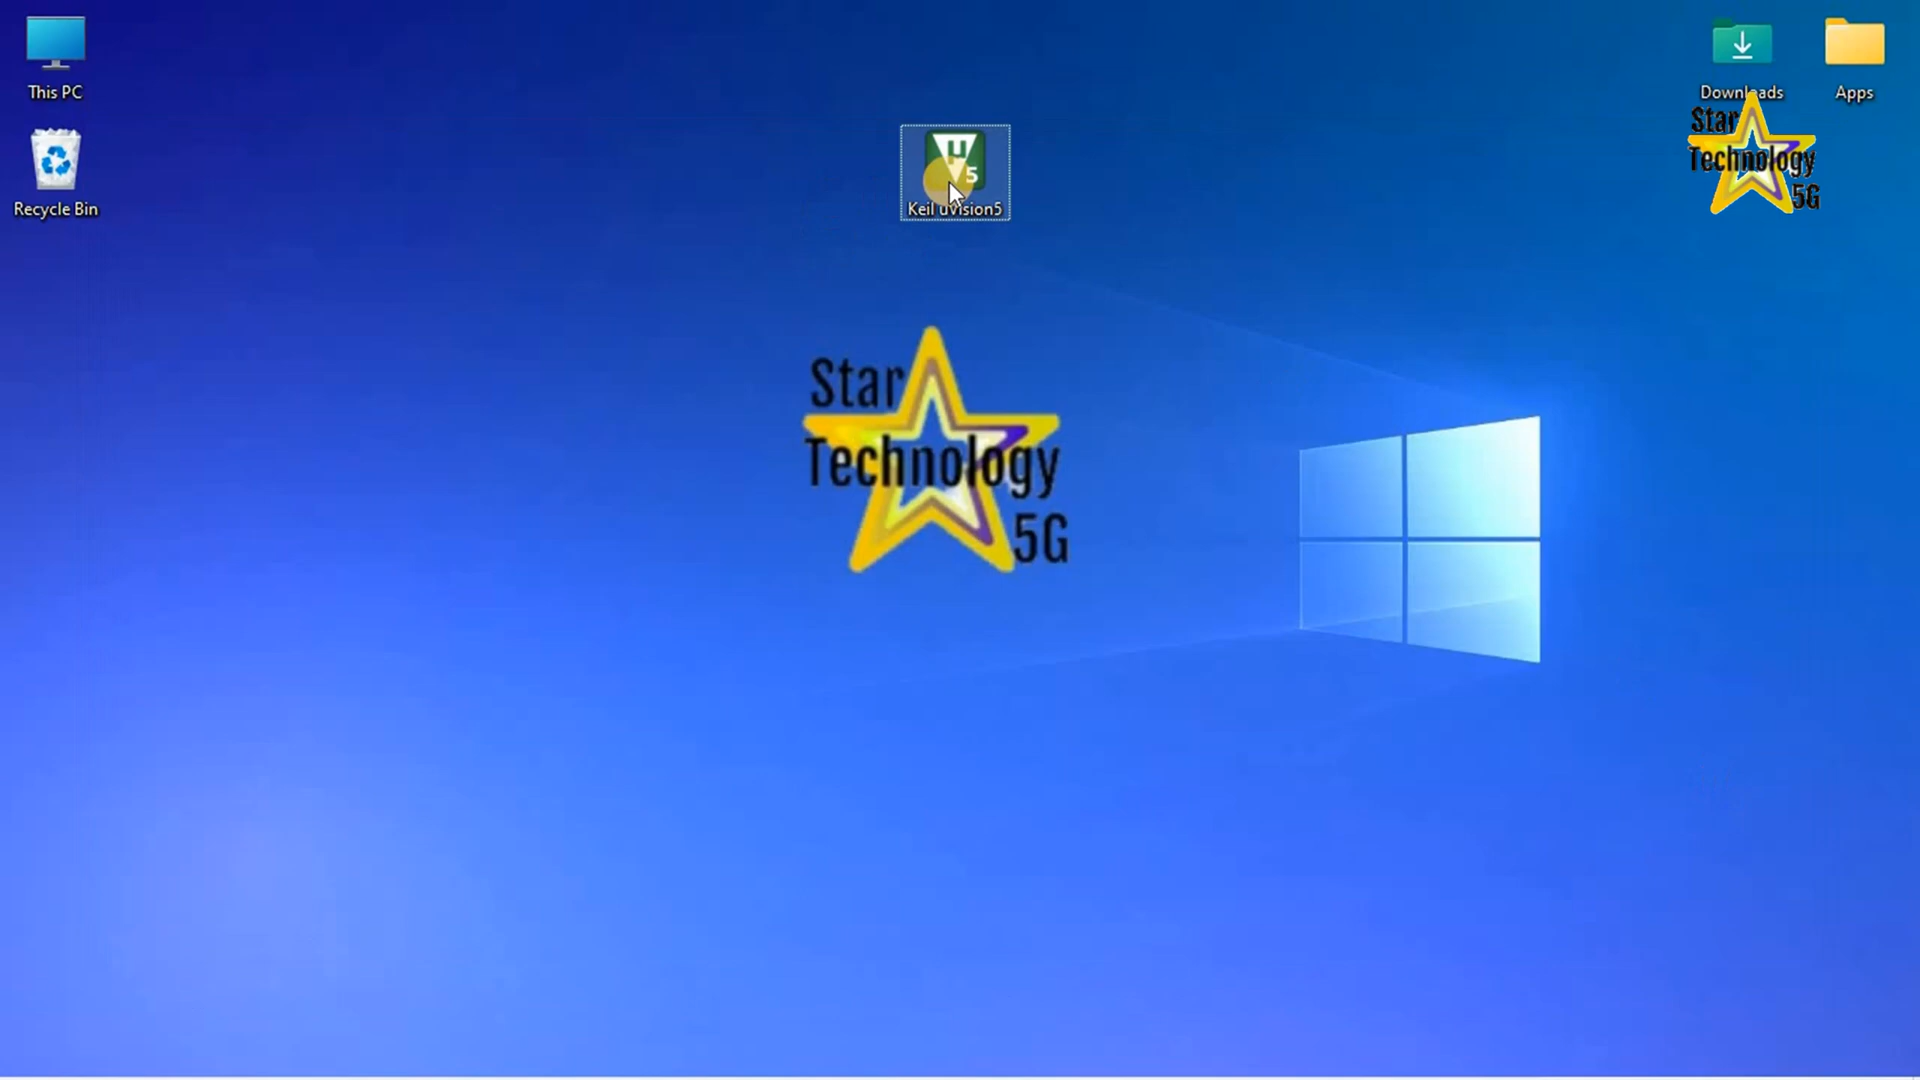 This PC
Recycle Bin
Keil uVision5
Downloads
Apps
Star
Technology
5G
Star
Technology
5G